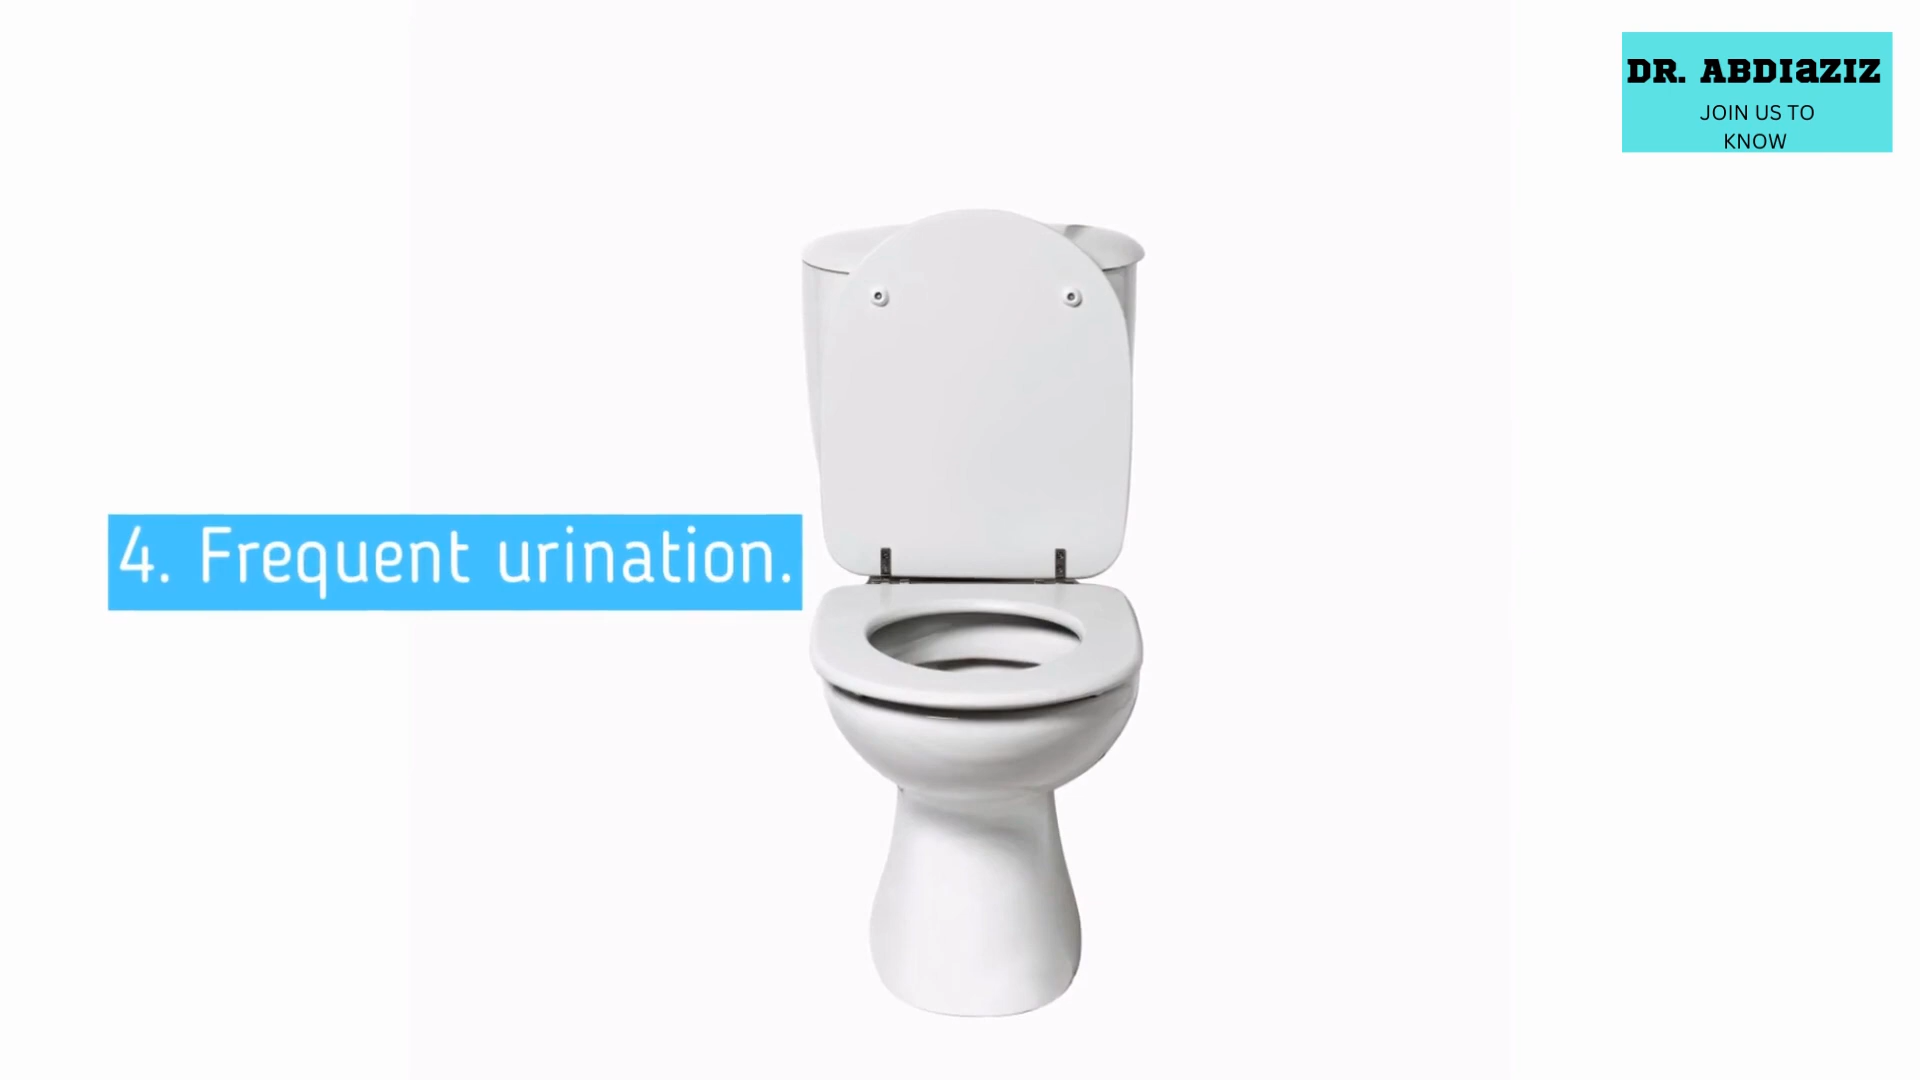 DR. ABDIaZIZ
JOIN US TO
KNOW
4. Frequent urination.